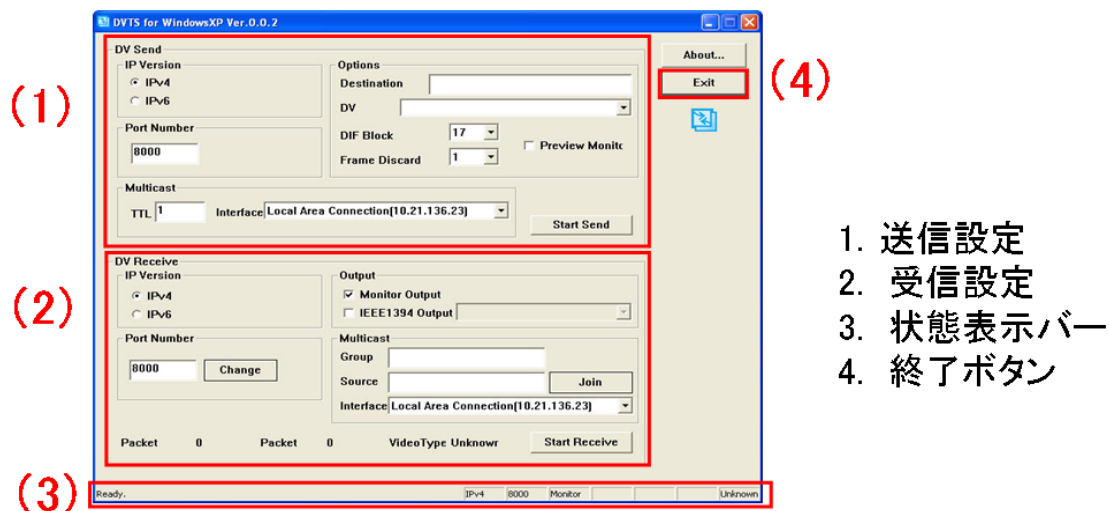 DVTS for WindowsXP Ver.0.0.2
(1)
DV Send
IP Version
IPv4
IPv6
Port Number
8000
Options
Destination
DV
DIF Block 17
Frame Discard 1
Preview Monitc
Multicast
TTL 1 Interface Local Area Connection(10.21.136.23)
Start Send
About...
Exit
(4)
(2)
DV Receive
IP Version
IPv4
IPv6
Port Number
8000 Change
Output
Monitor Output
IEEE1394 Output
Multicast
Group
Source Join
Interface Local Area Connection(10.21.136.23)
Packet 0 Packet 0 VideoType Unknowr Start Receive
(3)
Ready. IPv4 8000 Monitor Unknown
1. 送信設定
2. 受信設定
3. 状態表示バー
4. 終了ボタン